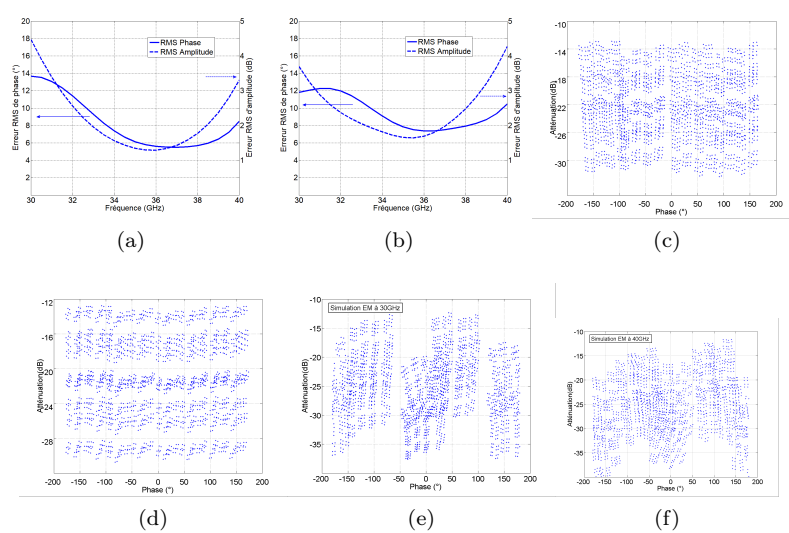 20
18
16
14
12
10
8
6
4
2
30 32 34 36 38 40
5
4
3
2
1
RMS Phase
RMS Amplitude
Erreur RMS de phase (°)
Erreur RMS d'amplitude (dB)
Fréquence (GHz)
(a)
20
18
16
14
12
10
8
6
4
2
30 32 34 36 38 40
5
4
3
2
1
RMS Phase
RMS Amplitude
Erreur RMS de phase (°)
Erreur RMS d'amplitude (dB)
Fréquence (GHz)
(b)
-10
-14
-18
-22
-26
-30
-200 -150 -100 -50 0 50 100 150 200
Atténuation(dB)
Phase (°)
(c)
-12
-16
-20
-24
-28
-200 -150 -100 -50 0 50 100 150 200
Atténuation(dB)
Phase (°)
(d)
Simulation EM à 30GHz
-10
-15
-20
-25
-30
-35
-200 -150 -100 -50 0 50 100 150 200
Atténuation(dB)
Phase (°)
(e)
Simulation EM à 40GHz
-10
-15
-20
-25
-30
-35
-40
-200 -150 -100 -50 0 50 100 150 200
Atténuation(dB)
Phase (°)
(f)